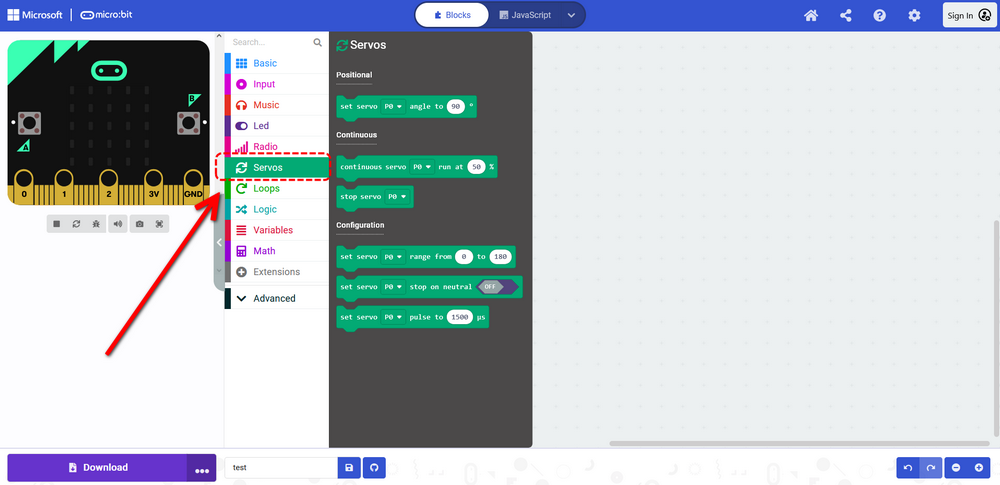 Microsoft
micro:bit
Blocks
JavaScript
Sign In
B
A
0 1 2 3V GND
Search...
Basic
Input
Music
Led
Radio
Servos
Loops
Logic
Variables
Math
Extensions
Advanced
Servos
Positional
set servo P0 angle to 90 °
Continuous
continuous servo P0 run at 50 %
stop servo P0
Configuration
set servo P0 range from 0 to 180
set servo P0 stop on neutral OFF
set servo P0 pulse to 1500 µs
Download
test